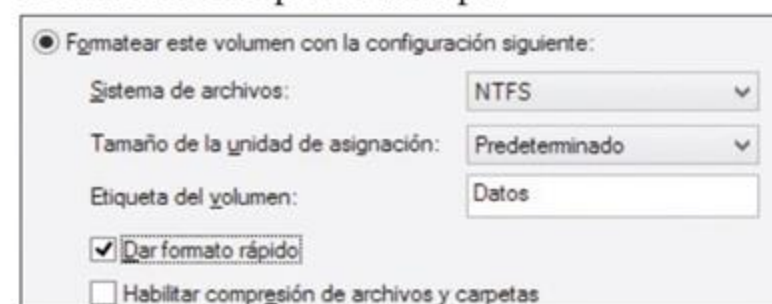 Formatear este volumen con la configuración siguiente:
Sistema de archivos: NTFS
Tamaño de la unidad de asignación: Predeterminado
Etiqueta del volumen: Datos
Dar formato rápido
Habilitar compresión de archivos y carpetas